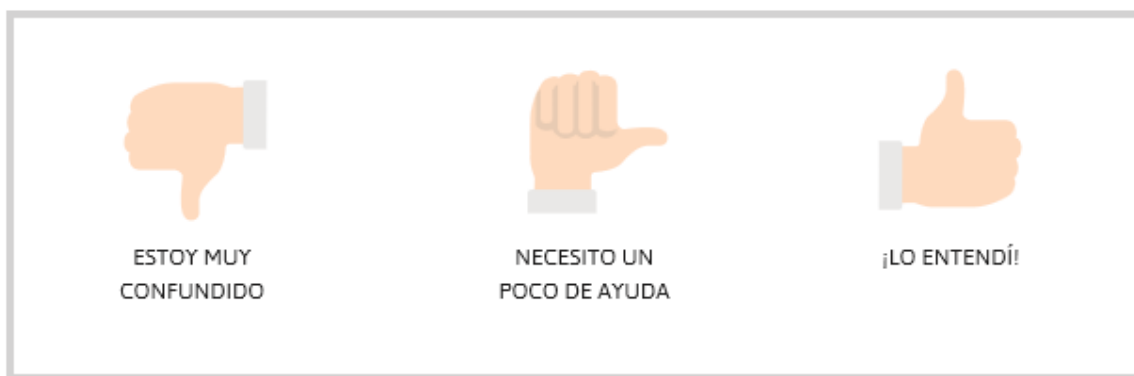 ESTOY MUY
CONFUNDIDO
NECESITO UN
POCO DE AYUDA
¡LO ENTENDÍ!